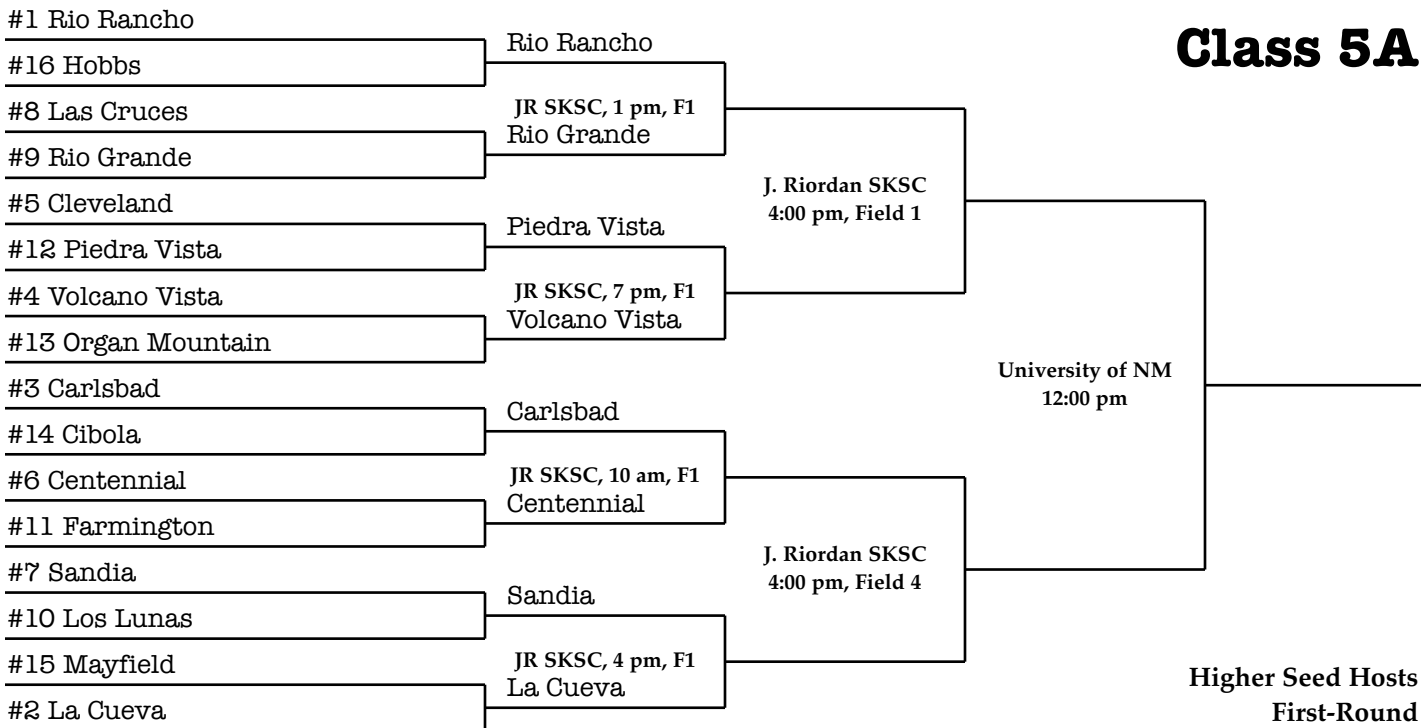 Class 5A
#1 Rio Rancho
#16 Hobbs
#8 Las Cruces
#9 Rio Grande
#5 Cleveland
#12 Piedra Vista
#4 Volcano Vista
#13 Organ Mountain
#3 Carlsbad
#14 Cibola
#6 Centennial
#11 Farmington
#7 Sandia
#10 Los Lunas
#15 Mayfield
#2 La Cueva
Rio Rancho
JR SKSC, 1 pm, F1
Rio Grande
Piedra Vista
JR SKSC, 7 pm, F1
Volcano Vista
Carlsbad
JR SKSC, 10 am, F1
Centennial
Sandia
JR SKSC, 4 pm, F1
La Cueva
J. Riordan SKSC
4:00 pm, Field 1
J. Riordan SKSC
4:00 pm, Field 4
University of NM
12:00 pm
Higher Seed Hosts
First-Round